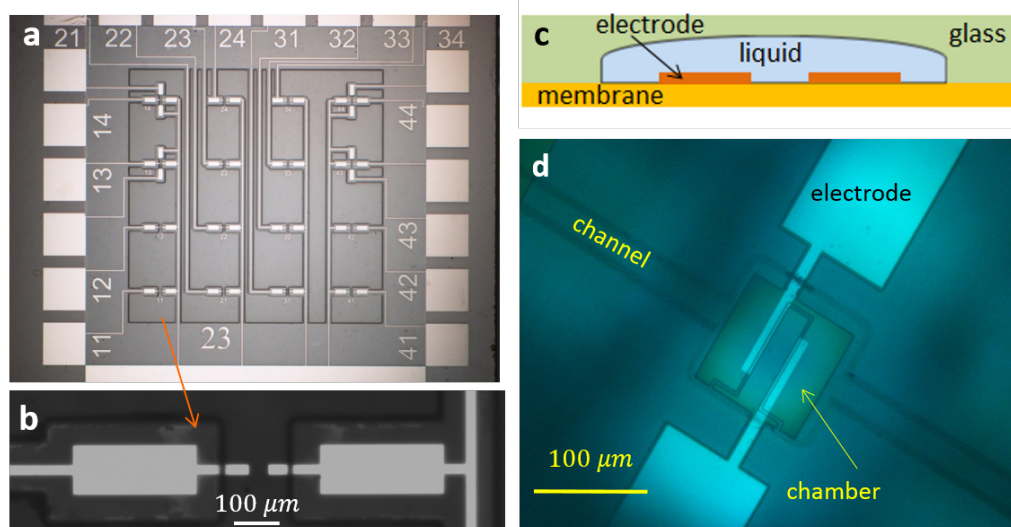 a
21 22 23 24 31 32 33 34
14
13
12
11
44
43
42
41
23
b
100 μm
c
electrode
liquid
glass
membrane
d
electrode
channel
100 μm
chamber